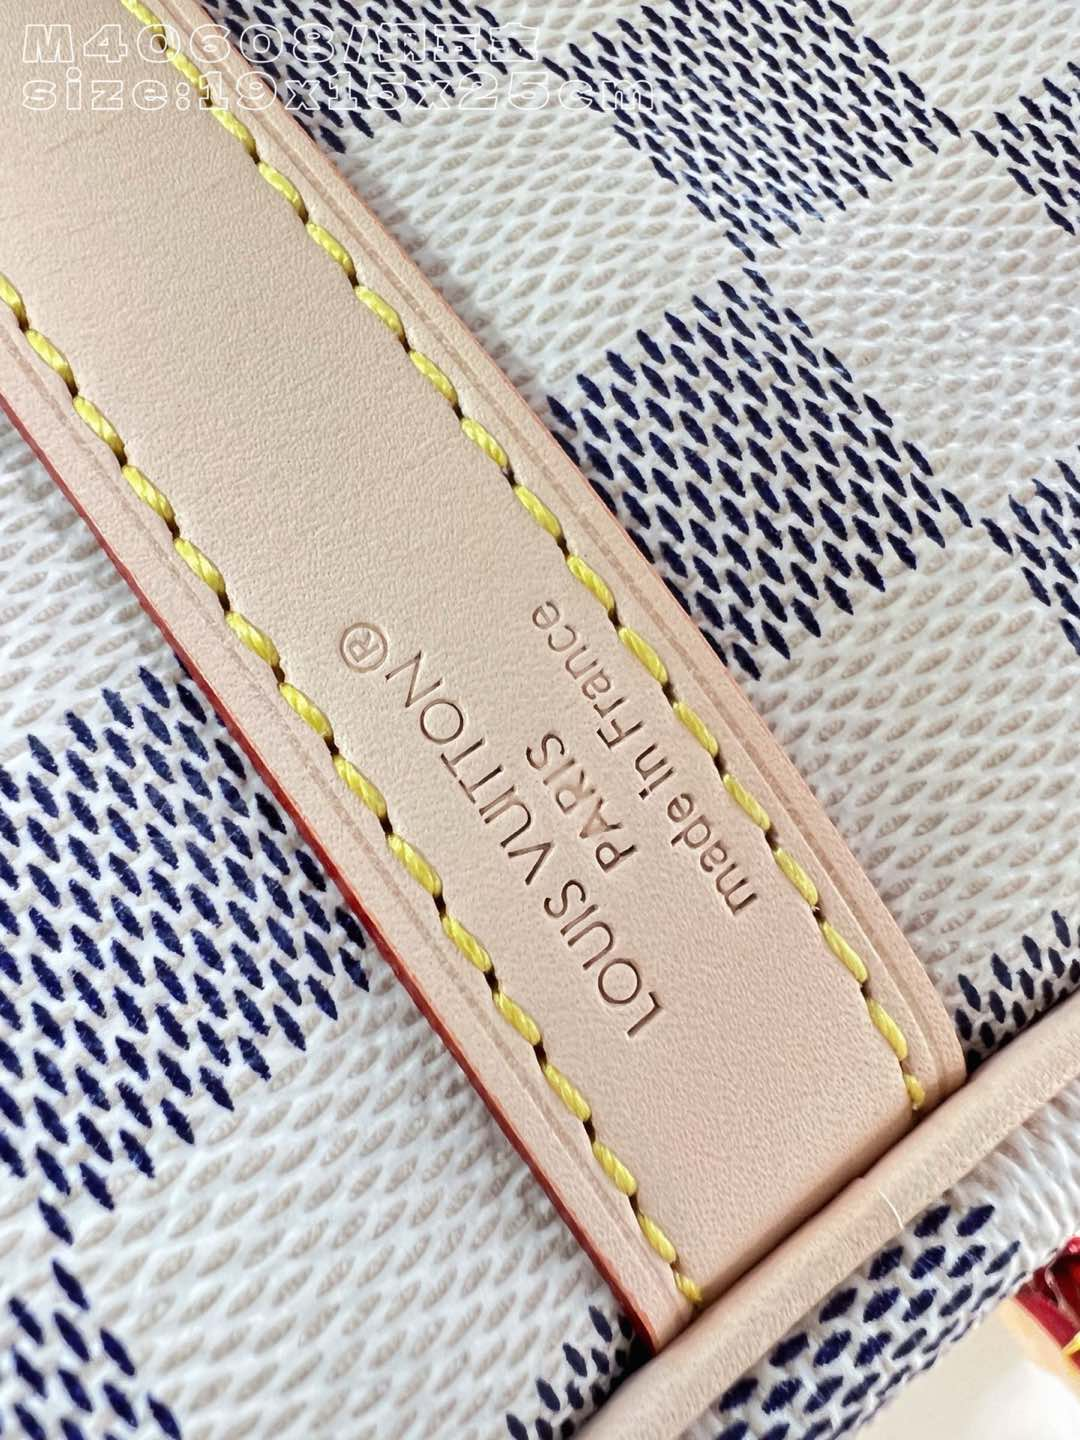 M40608/
size:19x15x25cm
LOUIS VUITTON®
PARIS
made in France